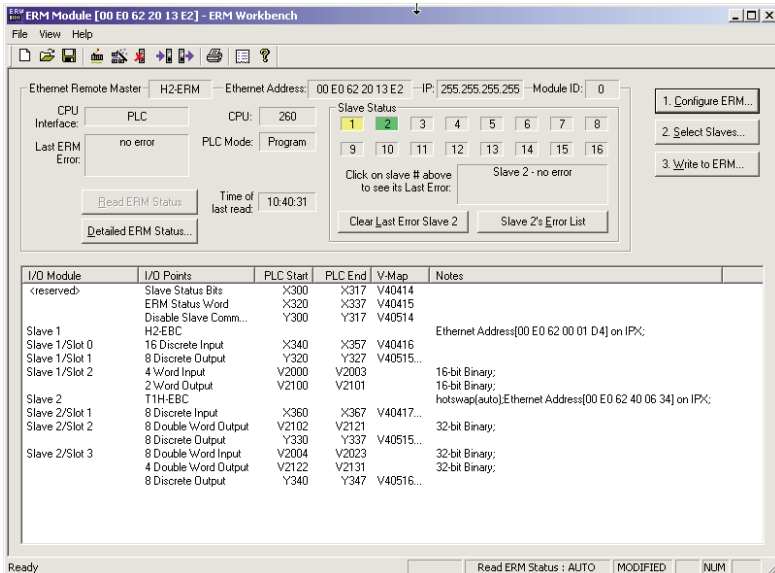 ERM Module [00 E0 62 20 13 E2] - ERM Workbench
File View Help
Ethernet Remote Master H2-ERM Ethernet Address: 00 E0 62 20 13 E2 IP: 255.255.255.255 Module ID: 0
CPU Interface: PLC CPU: 260
Last ERM Error: no error PLC Mode: Program
Read ERM Status Time of last read: 10:40:31
Detailed ERM Status...
Slave Status
1 2 3 4 5 6 7 8
9 10 11 12 13 14 15 16
Click on slave # above to see its Last Error: Slave 2 - no error
Clear Last Error Slave 2 Slave 2's Error List
1. Configure ERM...
2. Select Slaves...
3. Write to ERM...
I/O Module I/O Points PLC Start PLC End V-Map Notes
<reserved> Slave Status Bits X300 X317 V40414
ERM Status Word X320 X337 V40415
Disable Slave Comm... Y300 Y317 V40514
Slave 1 H2-EBC Ethernet Address[00 E0 62 00 01 D4] on IPX;
Slave 1/Slot 0 16 Discrete Input X340 X357 V40416
Slave 1/Slot 1 8 Discrete Output Y320 Y327 V40515...
Slave 1/Slot 2 4 Word Input V2000 V2003 16-bit Binary;
2 Word Output V2100 V2101 16-bit Binary;
Slave 2 T1H-EBC hotswap(auto);Ethernet Address[00 E0 62 40 06 34] on IPX;
Slave 2/Slot 1 8 Discrete Input X360 X367 V40417...
Slave 2/Slot 2 8 Double Word Output V2102 V2121 32-bit Binary;
8 Discrete Output Y330 Y337 V40515...
Slave 2/Slot 3 8 Double Word Input V2004 V2023 32-bit Binary;
4 Double Word Output V2122 V2131 32-bit Binary;
8 Discrete Output Y340 Y347 V40516...
Ready Read ERM Status : AUTO MODIFIED NUM